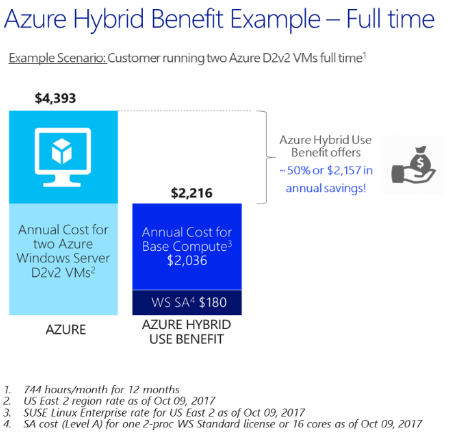 Azure Hybrid Benefit Example – Full time
Example Scenario: Customer running two Azure D2v2 VMs full time1
$4,393
Azure Hybrid Use
Benefit offers
~50% or $2,157 in
annual savings!
$2,216
Annual Cost for
two Azure
Windows Server
D2v2 VMs2
Annual Cost for
Base Compute3
$2,036
WS SA4 $180
AZURE
AZURE HYBRID
USE BENEFIT
1. 744 hours/month for 12 months
2. US East 2 region rate as of Oct 09, 2017
3. SUSE Linux Enterprise rate for US East 2 as of Oct 09, 2017
4. SA cost (Level A) for one 2-proc WS Standard license or 16 cores as of Oct 09, 2017